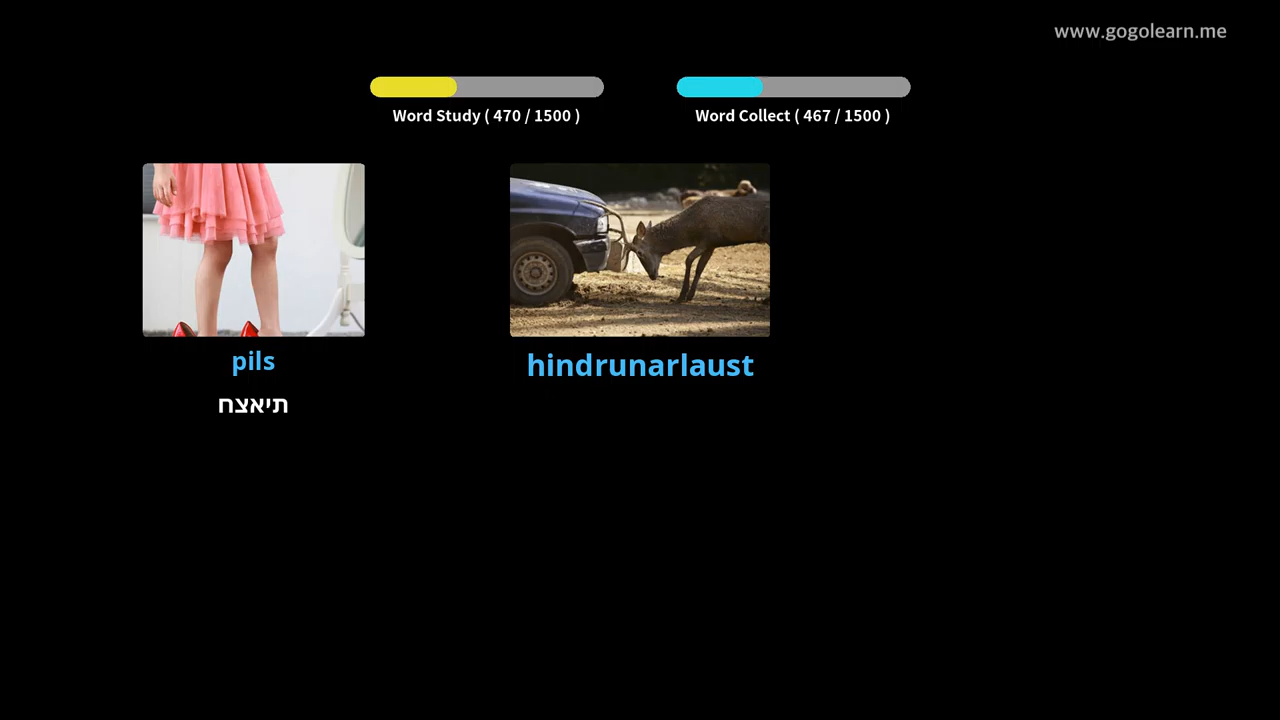 www.gogolearn.me
Word Study ( 470 / 1500 )
Word Collect ( 467 / 1500 )
pils
תיאצח
hindrunarlaust